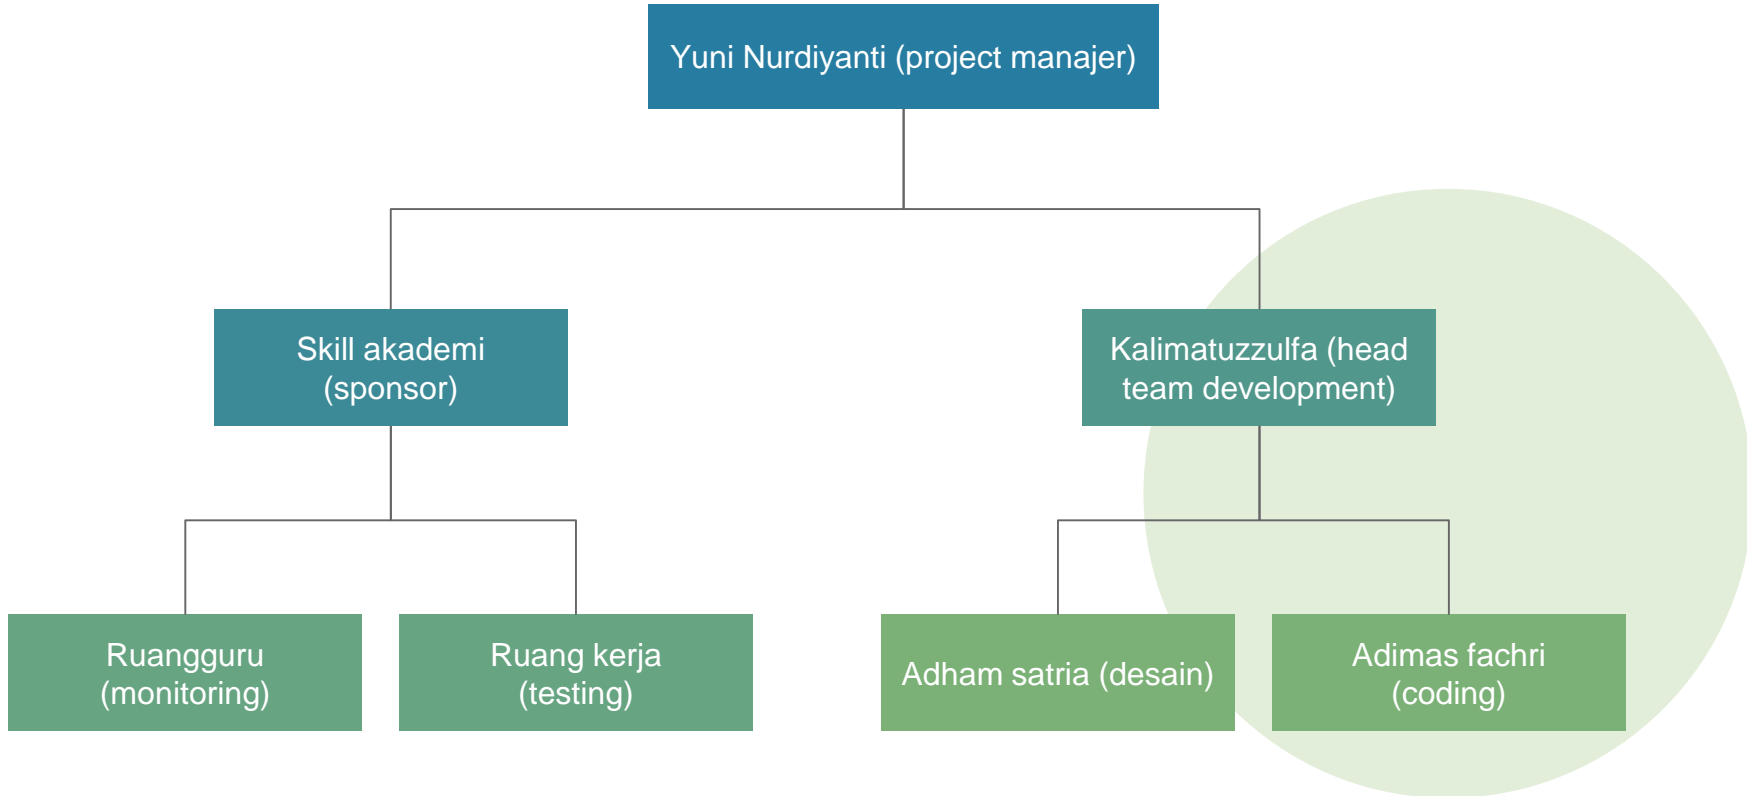 Yuni Nurdiyanti (project manajer)
Skill akademi
(sponsor)
Kalimatuzzulfa (head
team development)
Ruangguru
(monitoring)
Ruang kerja
(testing)
Adham satria (desain)
Adimas fachri
(coding)